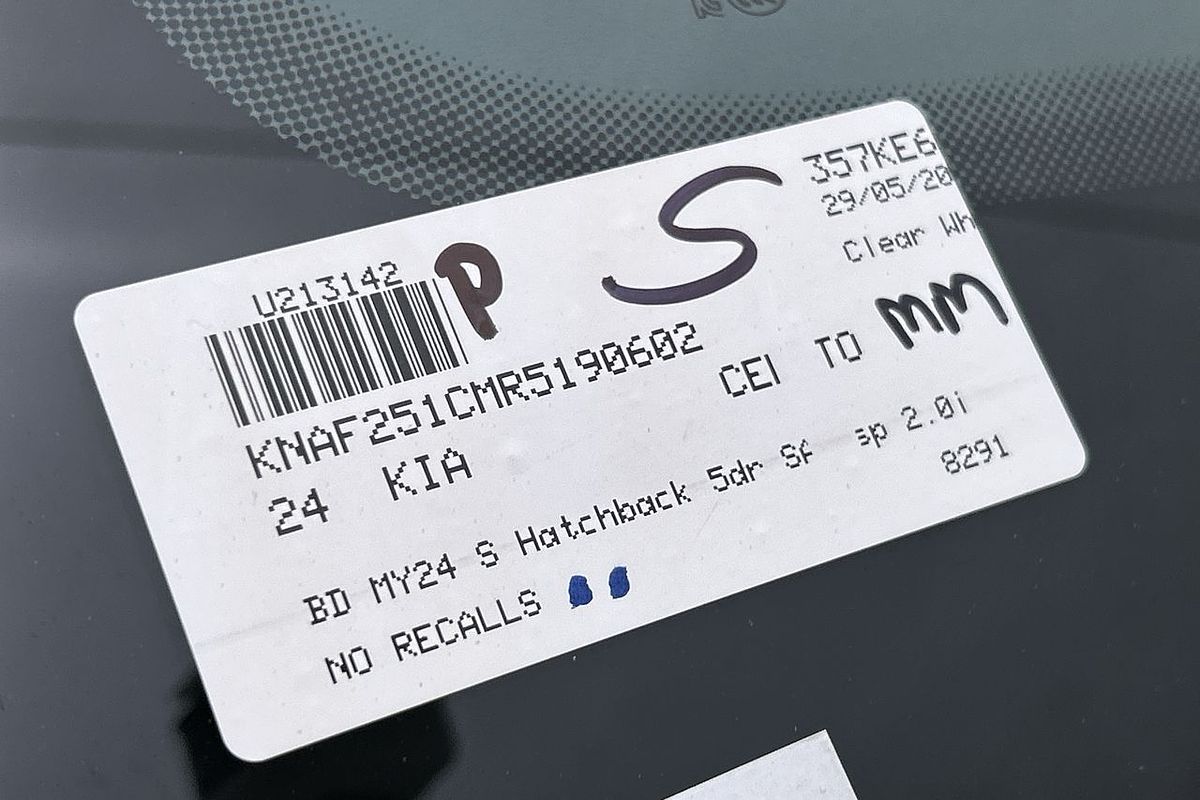 357KE6
29/05/20
Clear Wh
U213142
P
S
KNAF251CMR5190602
CEI TO MM
24 KIA
BD MY24 S Hatchback 5dr Sp 2.0i
8291
NO RECALLS